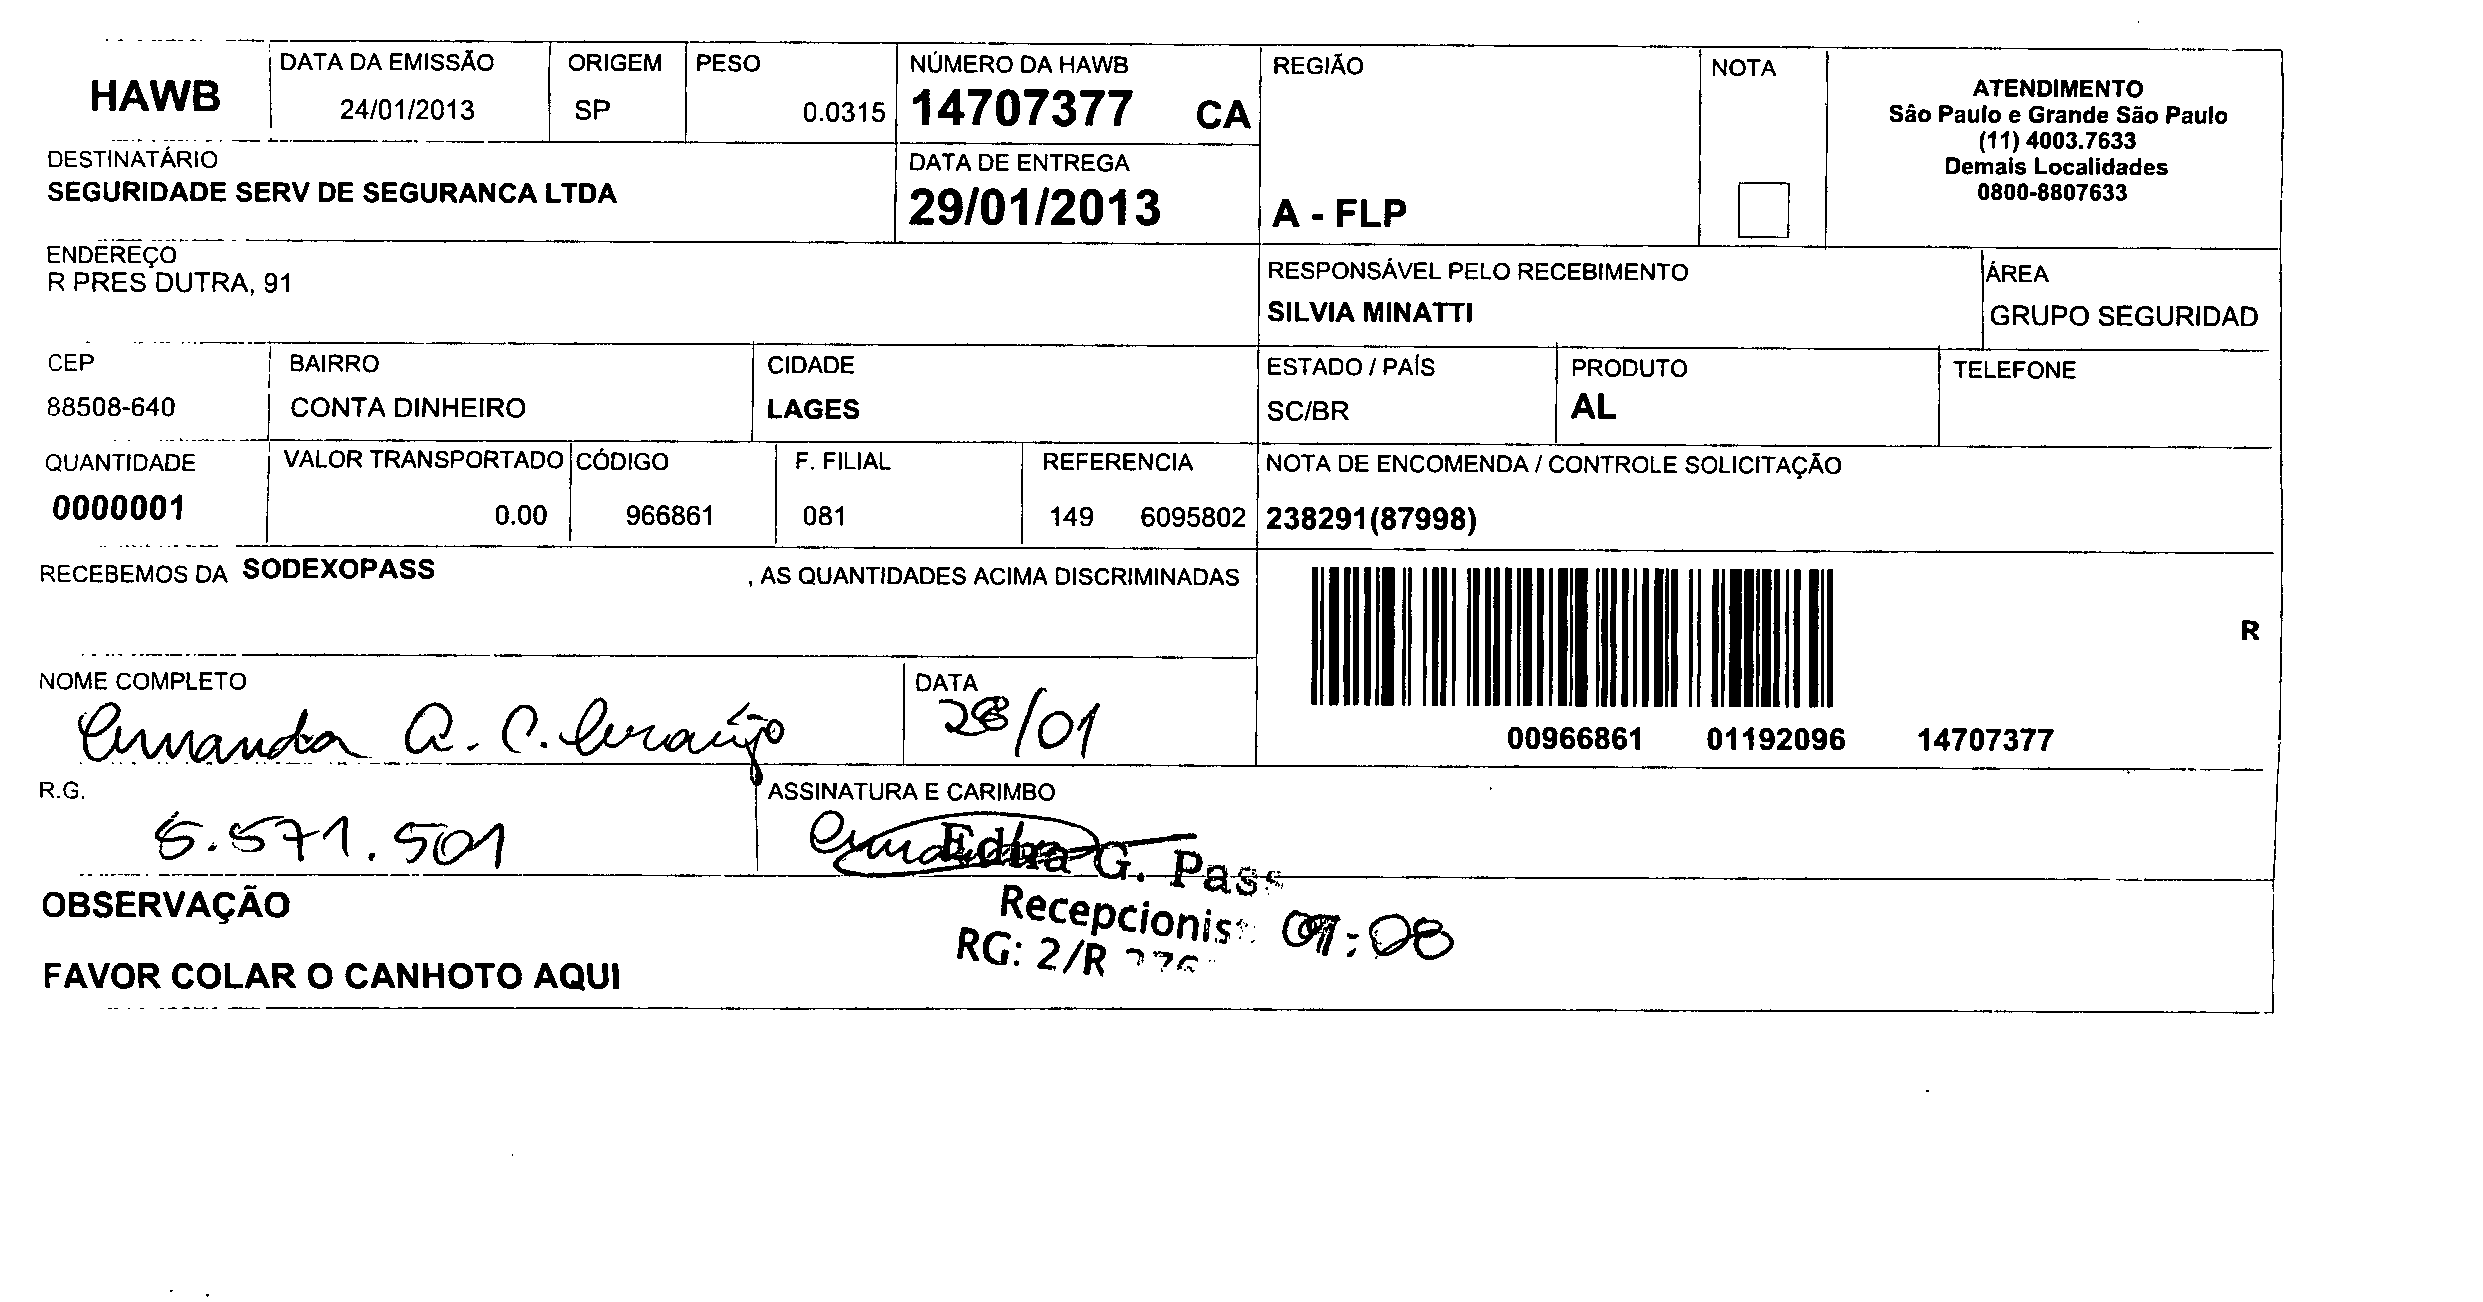 HAWB
DATA DA EMISSÃO
24/01/2013
ORIGEM
SP
PESO
0.0315
NÚMERO DA HAWB
14707377 CA
REGIÃO
A - FLP
NOTA
ATENDIMENTO
São Paulo e Grande São Paulo
(11) 4003.7633
Demais Localidades
0800-8807633
DESTINATÁRIO
SEGURIDADE SERV DE SEGURANCA LTDA
DATA DE ENTREGA
29/01/2013
ENDEREÇO
R PRES DUTRA, 91
RESPONSÁVEL PELO RECEBIMENTO
SILVIA MINATTI
ÁREA
GRUPO SEGURIDAD
CEP
88508-640
BAIRRO
CONTA DINHEIRO
CIDADE
LAGES
ESTADO / PAÍS
SC/BR
PRODUTO
AL
TELEFONE
QUANTIDADE
0000001
VALOR TRANSPORTADO
0.00
CÓDIGO
966861
F. FILIAL
081
REFERENCIA
149 6095802
NOTA DE ENCOMENDA / CONTROLE SOLICITAÇÃO
238291(87998)
RECEBEMOS DA SODEXOPASS , AS QUANTIDADES ACIMA DISCRIMINADAS
R
00966861 01192096 14707377
NOME COMPLETO
A. C. Araújo
DATA
28/01
R.G.
5.571.501
ASSINATURA E CARIMBO
G. Pass
Recepcionis
RG: 2/R
OBSERVAÇÃO
FAVOR COLAR O CANHOTO AQUI